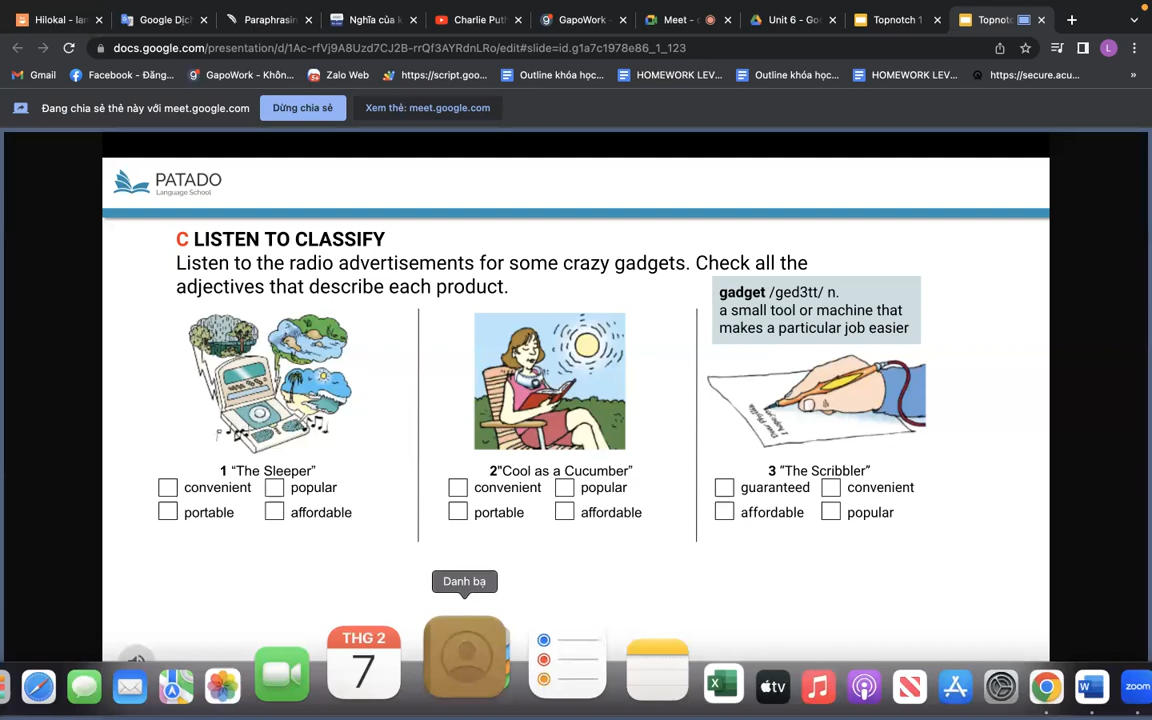 Hilokal - lan
Google Dịc
Paraphrasin
Nghĩa của
Charlie Put
GapoWork -
Meet -
Unit 6 - Go
Topnotch 1
Topno
docs.google.com/presentation/d/1Ac-rfVj9A8Uzd7CJ2B-rrQf3AYRdnLRo/edit#slide=id.g1a7c1978e86_1_123
L
Gmail
Facebook - Đăng...
GapoWork - Khôn...
Zalo Web
https://script.goo...
Outline khóa học...
HOMEWORK LEV...
Outline khóa học...
HOMEWORK LEV...
https://secure.acu...
»
Đang chia sẻ thẻ này với meet.google.com
Dừng chia sẻ
Xem thẻ: meet.google.com
PATADO
Language School
C LISTEN TO CLASSIFY
Listen to the radio advertisements for some crazy gadgets. Check all the
adjectives that describe each product.
gadget /ged3tt/ n.
a small tool or machine that
makes a particular job easier
1 “The Sleeper”
convenient popular
portable affordable
2"Cool as a Cucumber”
convenient popular
portable affordable
3 “The Scribbler”
guaranteed convenient
affordable popular
Danh bạ
THG 2
7
tv
zoom